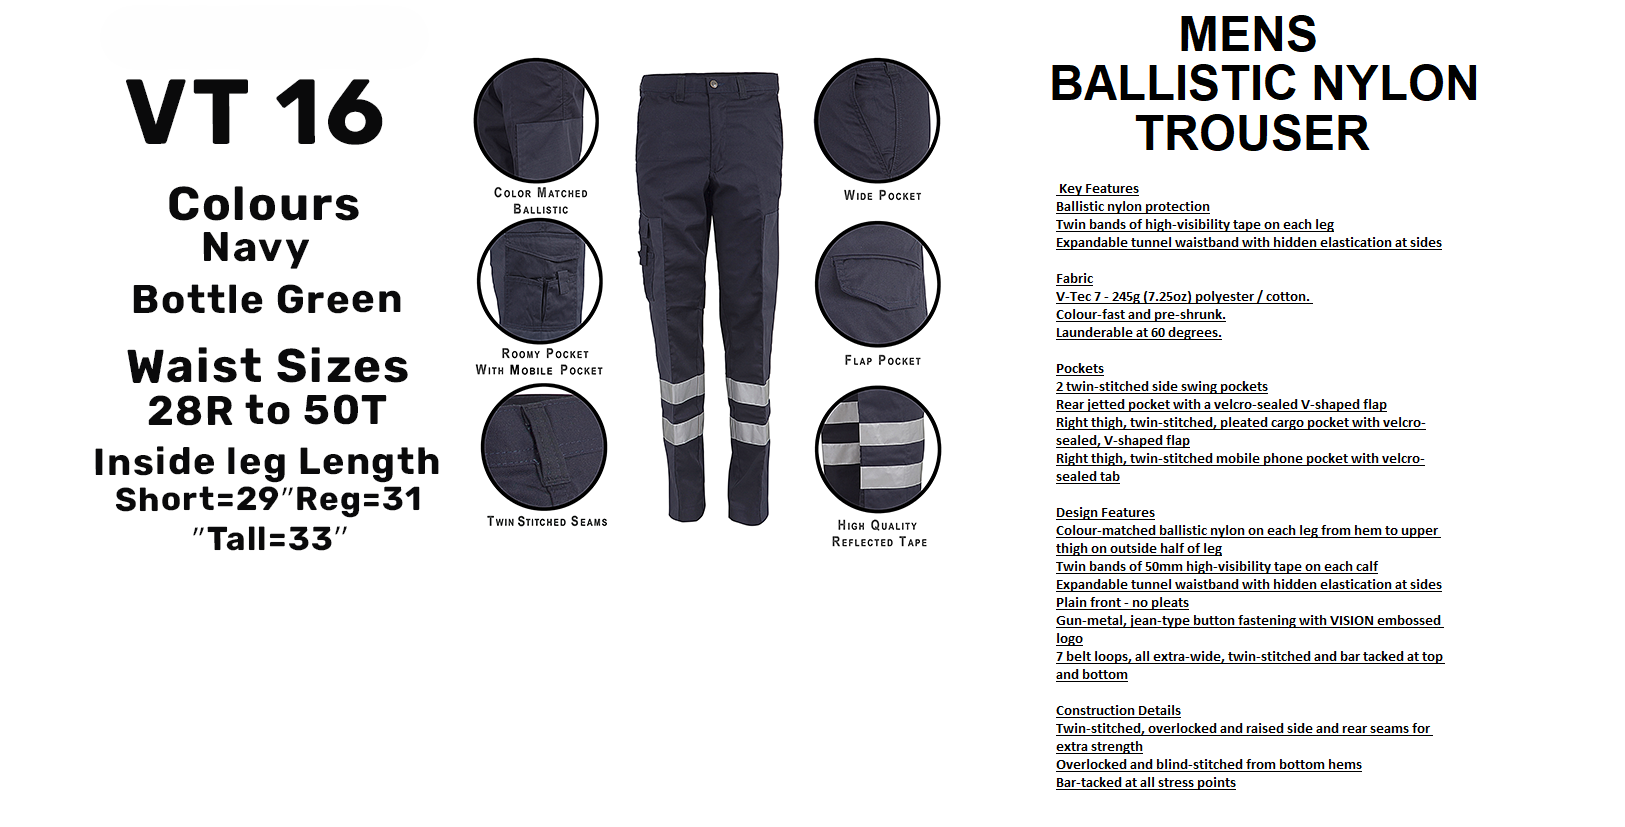 VT 16
Colours
Navy
Bottle Green
Waist Sizes
28R to 50T
Inside leg Length
Short=29″Reg=31
″Tall=33″
COLOR MATCHED
BALLISTIC
ROOMY POCKET
WITH MOBILE POCKET
TWIN STITCHED SEAMS
WIDE POCKET
FLAP POCKET
HIGH QUALITY
REFLECTED TAPE
MENS
BALLISTIC NYLON
TROUSER
Key Features
Ballistic nylon protection
Twin bands of high-visibility tape on each leg
Expandable tunnel waistband with hidden elastication at sides
Fabric
V-Tec 7 - 245g (7.25oz) polyester / cotton.
Colour-fast and pre-shrunk.
Launderable at 60 degrees.
Pockets
2 twin-stitched side swing pockets
Rear jetted pocket with a velcro-sealed V-shaped flap
Right thigh, twin-stitched, pleated cargo pocket with velcro-
sealed, V-shaped flap
Right thigh, twin-stitched mobile phone pocket with velcro-
sealed tab
Design Features
Colour-matched ballistic nylon on each leg from hem to upper
thigh on outside half of leg
Twin bands of 50mm high-visibility tape on each calf
Expandable tunnel waistband with hidden elastication at sides
Plain front - no pleats
Gun-metal, jean-type button fastening with VISION embossed
logo
7 belt loops, all extra-wide, twin-stitched and bar tacked at top
and bottom
Construction Details
Twin-stitched, overlocked and raised side and rear seams for
extra strength
Overlocked and blind-stitched from bottom hems
Bar-tacked at all stress points